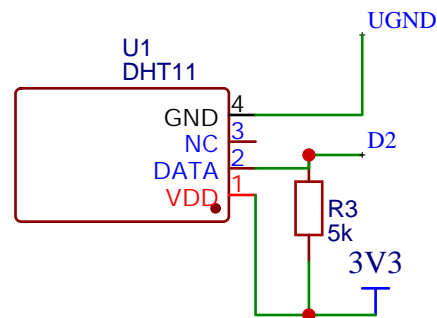 UGND
U1
DHT11
GND 4
NC 3
D2
DATA 2
VDD 1
R3
5k
3V3